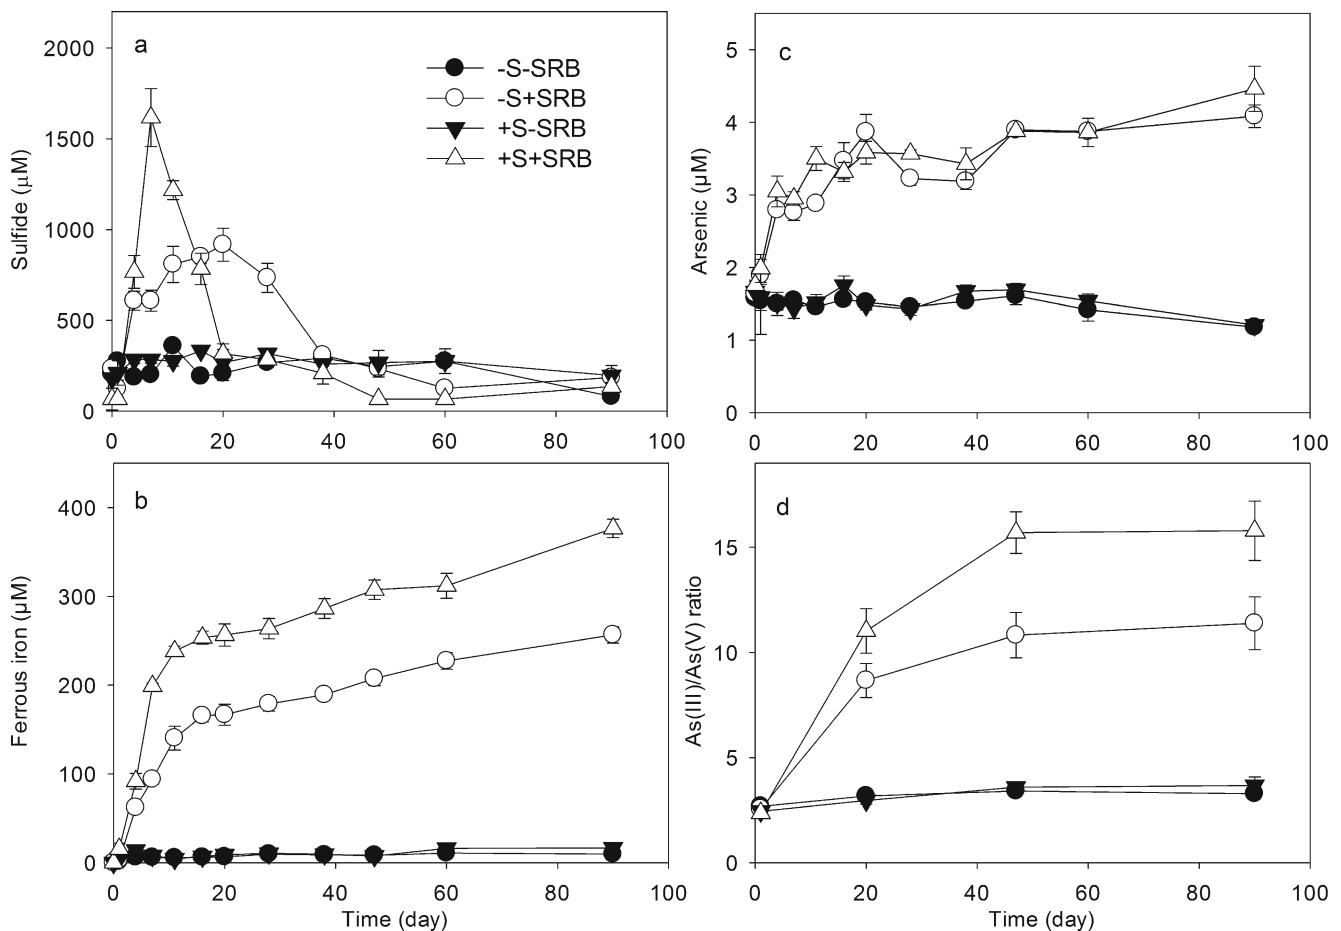 a
2000
1500
1000
500
0
Sulfide (μM)
-S-SRB
-S+SRB
+S-SRB
+S+SRB
0 20 40 60 80 100
c
5
4
3
2
1
0
Arsenic (μM)
0 20 40 60 80 100
b
400
300
200
100
0
Ferrous iron (μM)
0 20 40 60 80 100
Time (day)
d
15
10
5
0
As(III)/As(V) ratio
0 20 40 60 80 100
Time (day)